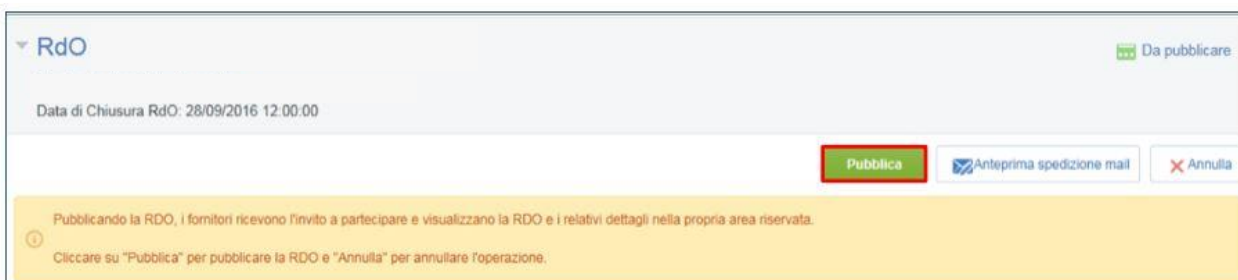 RdO
Da pubblicare
Data di Chiusura RdO: 28/09/2016 12:00:00
Pubblica
Anteprima spedizione mail
Annulla
Pubblicando la RDO, i fornitori ricevono l'invito a partecipare e visualizzano la RDO e i relativi dettagli nella propria area riservata.
Cliccare su "Pubblica" per pubblicare la RDO e "Annulla" per annullare l'operazione.